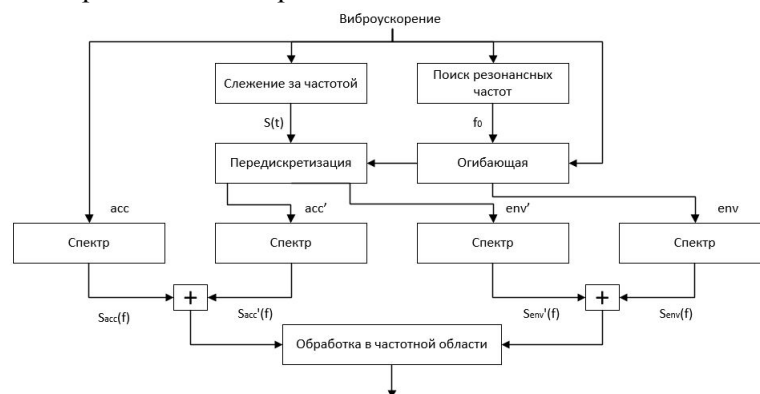 Виброускорение
Слежение за частотой
Поиск резонансных
частот
S(t)
f₀
Передискретизация
Огибающая
acc
acc’
env’
env
Спектр
Спектр
Спектр
Спектр
+
+
Sacc(f)
Sacc'(f)
Senv'(f)
Senv(f)
Обработка в частотной области